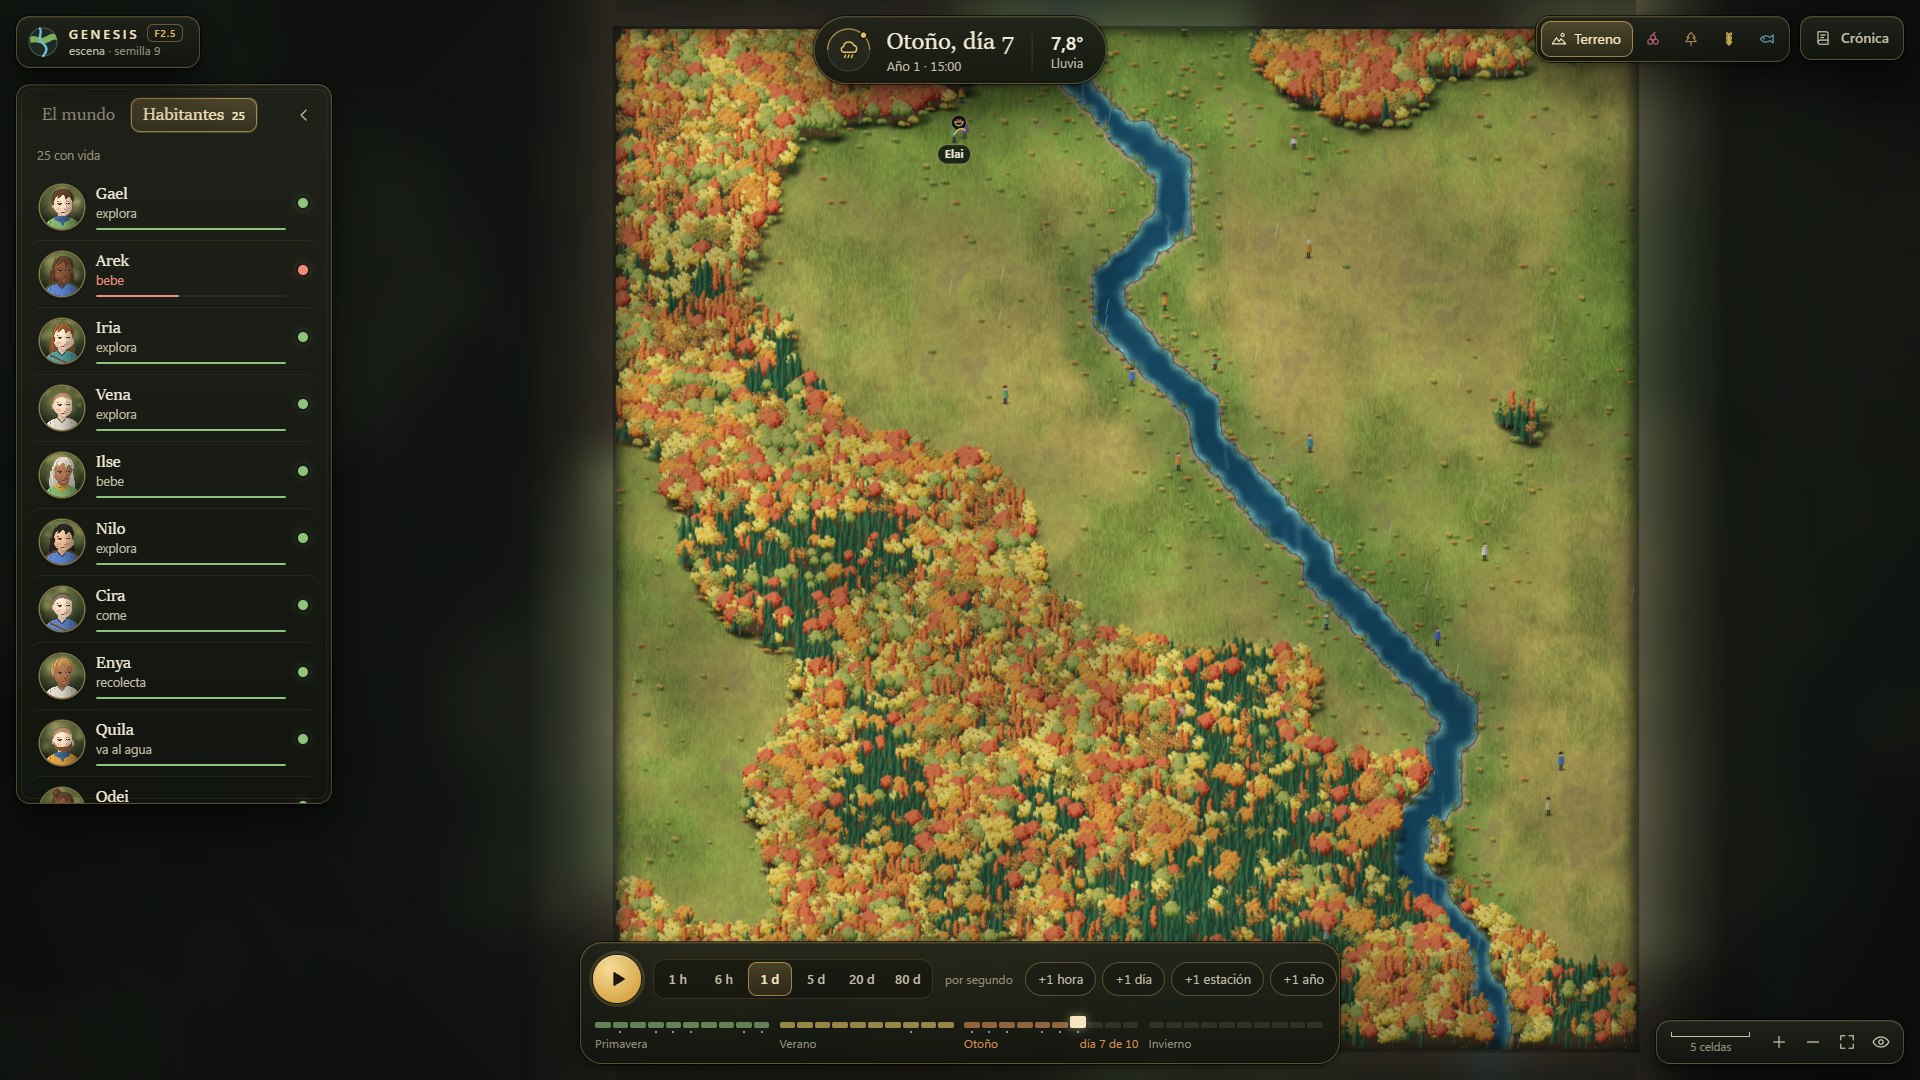 GENESIS F2.5
escena · semilla 9
El mundo
Habitantes 25
25 con vida
Gael
explora
Arek
bebe
Iria
explora
Vena
explora
Ilse
bebe
Nilo
explora
Cira
come
Enya
recolecta
Quila
va al agua
Odei
Otoño, día 7
Año 1 · 15:00
7,8°
Lluvia
Terreno
Crónica
Elai
1 h 6 h 1 d 5 d 20 d 80 d por segundo +1 hora +1 día +1 estación +1 año
Primavera Verano Otoño día 7 de 10 Invierno
5 celdas